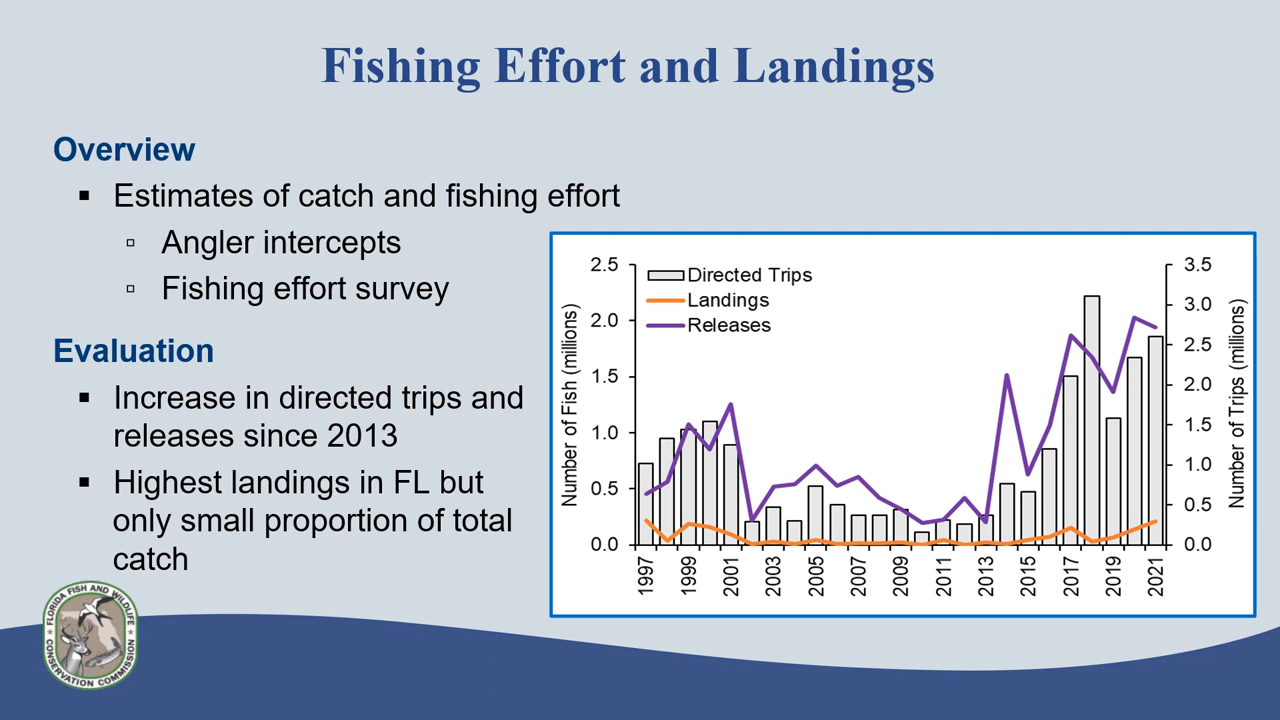 Fishing Effort and Landings
Overview
▪ Estimates of catch and fishing effort
▫ Angler intercepts
▫ Fishing effort survey
Evaluation
▪ Increase in directed trips and
releases since 2013
▪ Highest landings in FL but
only small proportion of total
catch
Directed Trips
Landings
Releases
Number of Fish (millions)
2.5
2.0
1.5
1.0
0.5
0.0
3.5
3.0
2.5
2.0
1.5
1.0
0.5
0.0
Number of Trips (millions)
1997
1999
2001
2003
2005
2007
2009
2011
2013
2015
2017
2019
2021
FLORIDA FISH AND WILDLIFE
CONSERVATION COMMISSION